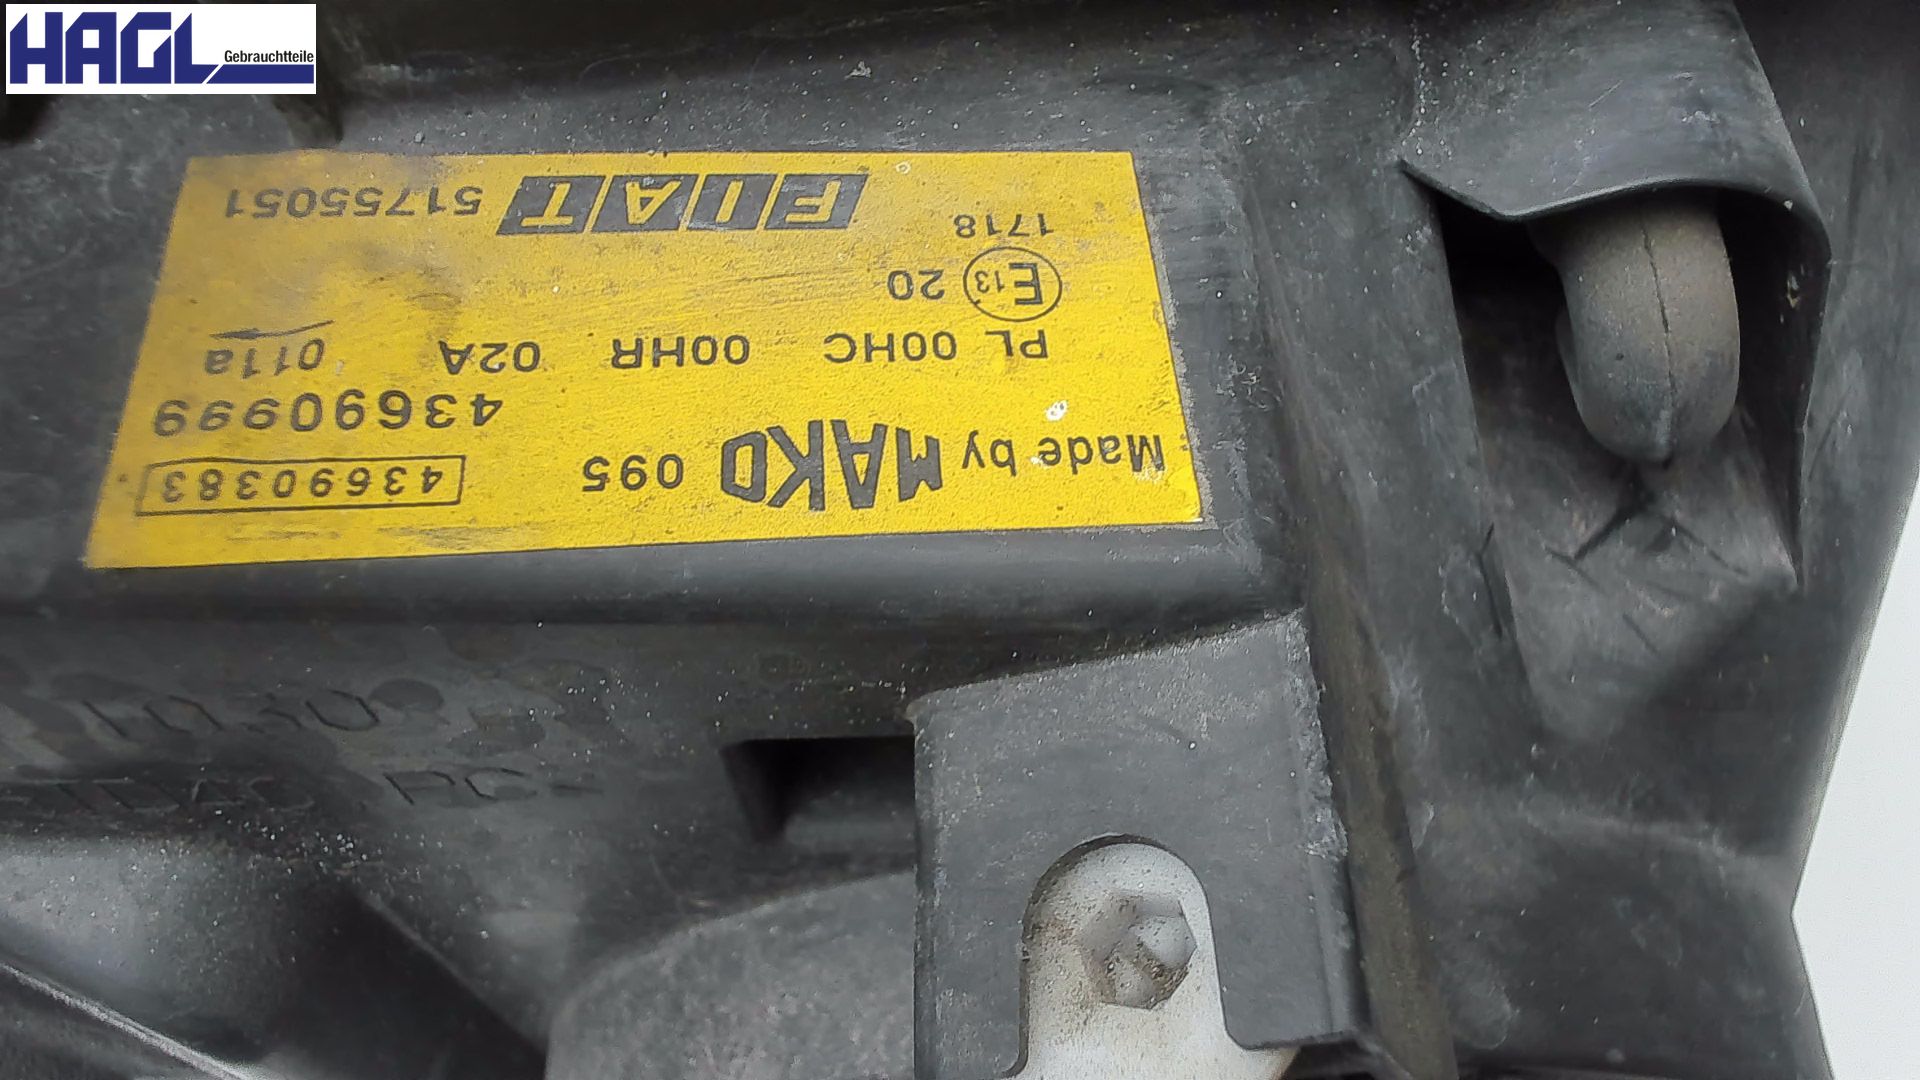 HAGL
Gebrauchtteile
Made by MAKO 095 43690383
43690999
PL 00HC 00HR 02A 011a
E13 20
1718
FIAT 51755051